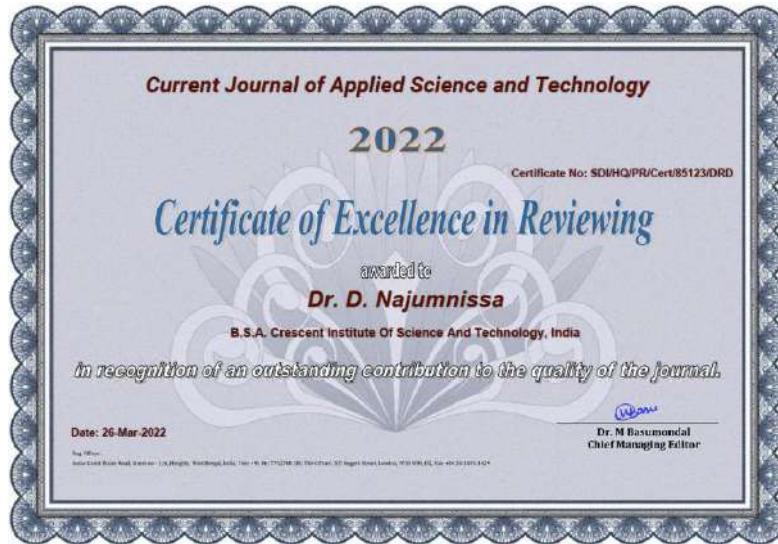 Current Journal of Applied Science and Technology
2022
Certificate No: SDI/HQ/PR/Cert/85123/DRD
Certificate of Excellence in Reviewing
awarded to
Dr. D. Najumnissa
B.S.A. Crescent Institute Of Science And Technology, India
in recognition of an outstanding contribution to the quality of the journal.
Date: 26-Mar-2022
Dr. M Basumondal
Chief Managing Editor
Reg. Offices: